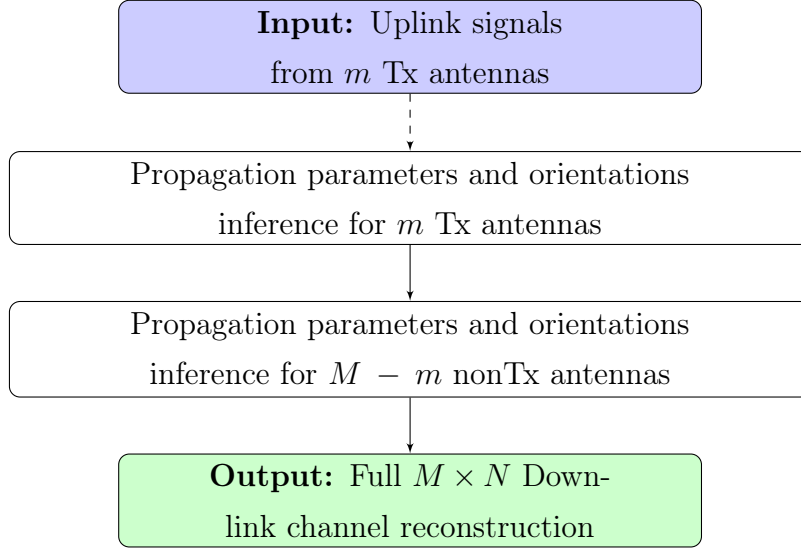 Input: Uplink signals
from m Tx antennas
Propagation parameters and orientations
inference for m Tx antennas
Propagation parameters and orientations
inference for M − m nonTx antennas
Output: Full M × N Down-
link channel reconstruction